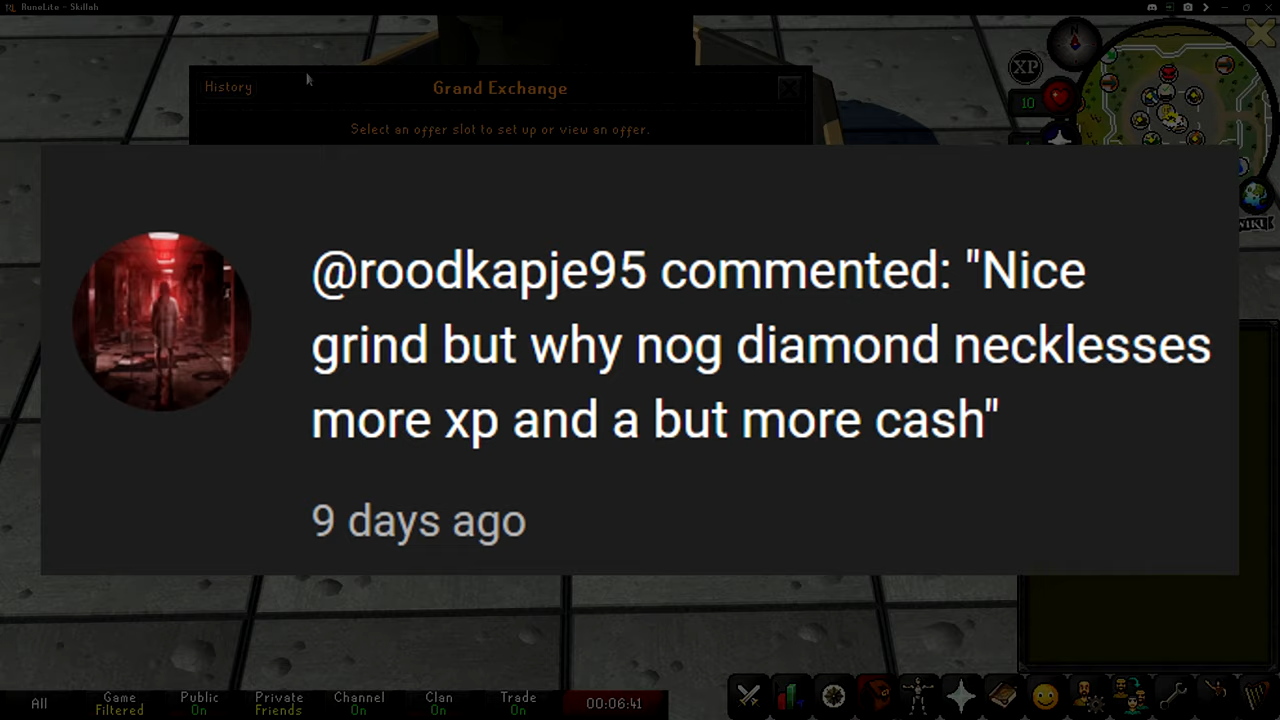 RuneLite - Skillah
History
Grand Exchange
Select an offer slot to set up or view an offer.
XP
N
10
WIKI
@roodkapje95 commented: "Nice
grind but why nog diamond necklesses
more xp and a but more cash"
9 days ago
All
Game
Filtered
Public
On
Private
Friends
Channel
On
Clan
On
Trade
On
00:06:41